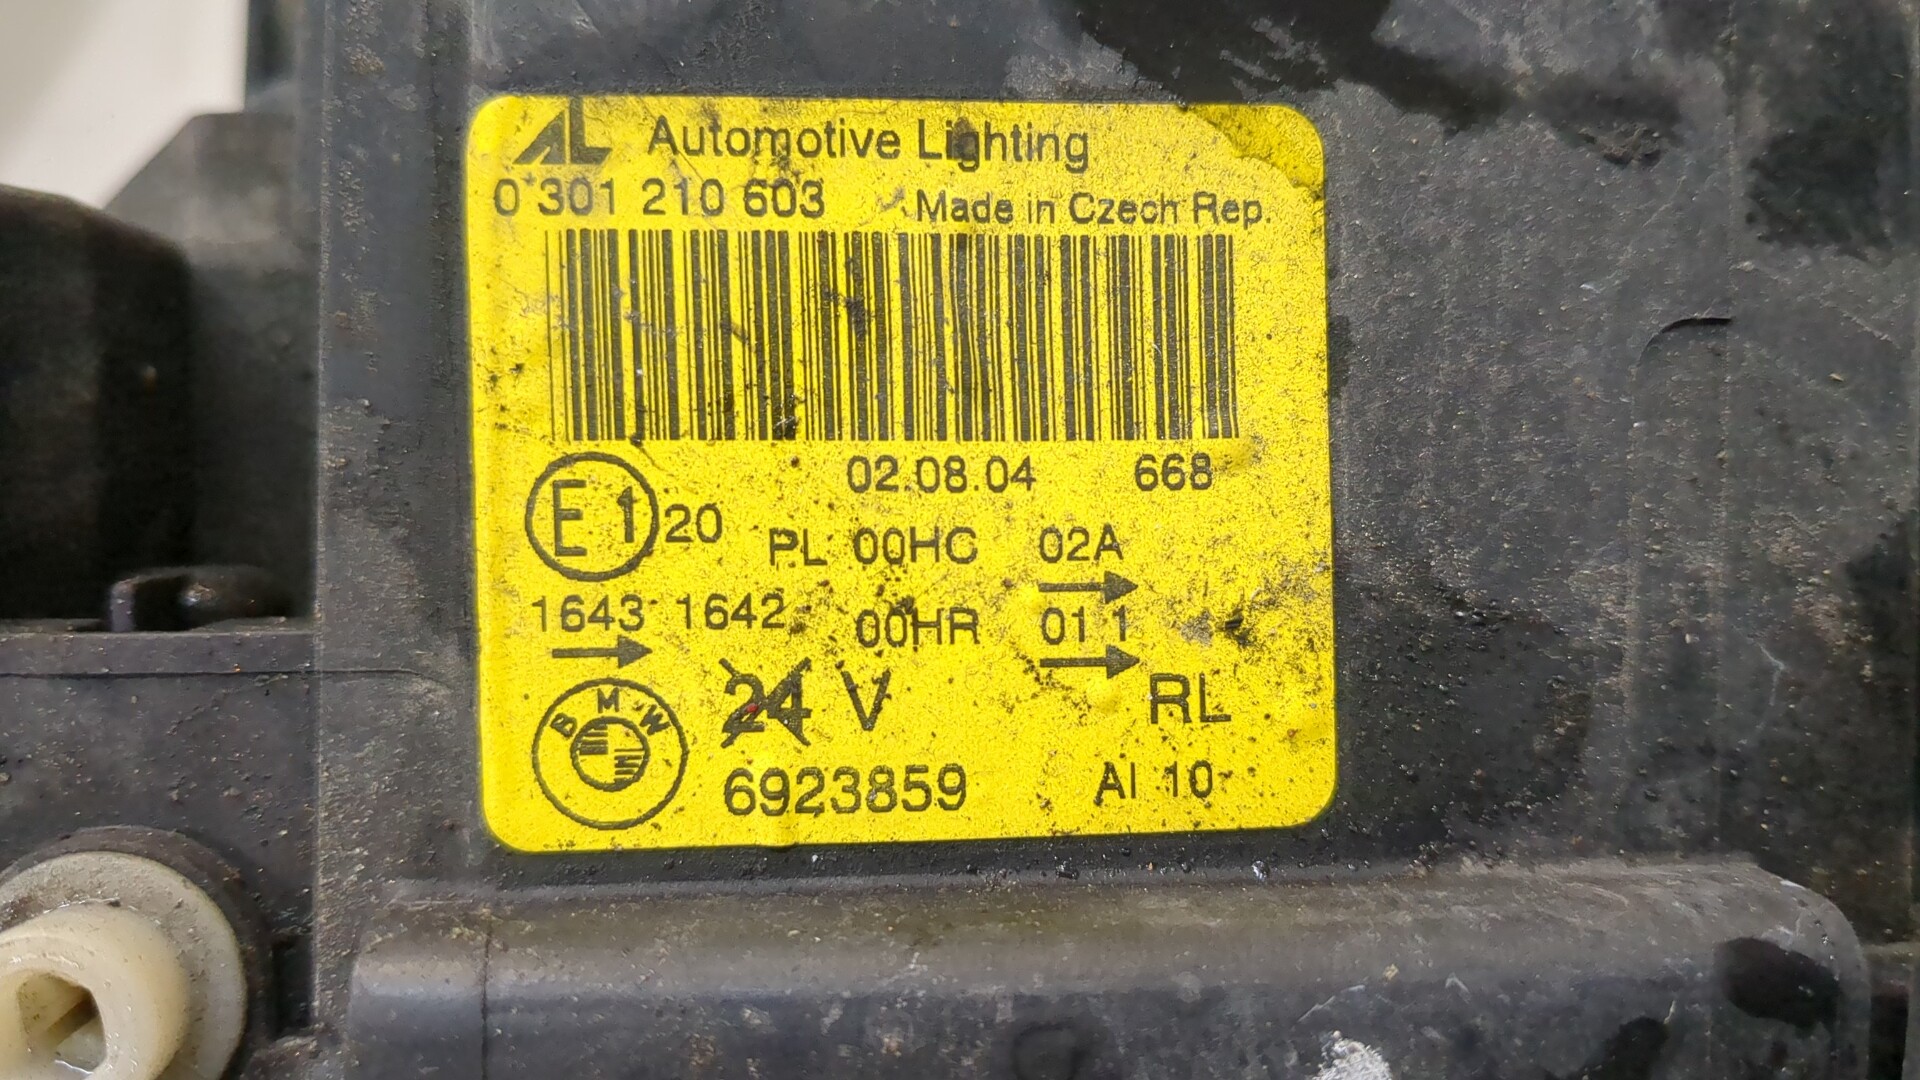 AL Automotive Lighting
0 301 210 603 Made in Czech Rep.
02.08.04 668
E1 20 PL 00HC 02A
1643 1642 00HR 01 1
24 V RL
BMW 6923859 AI 10